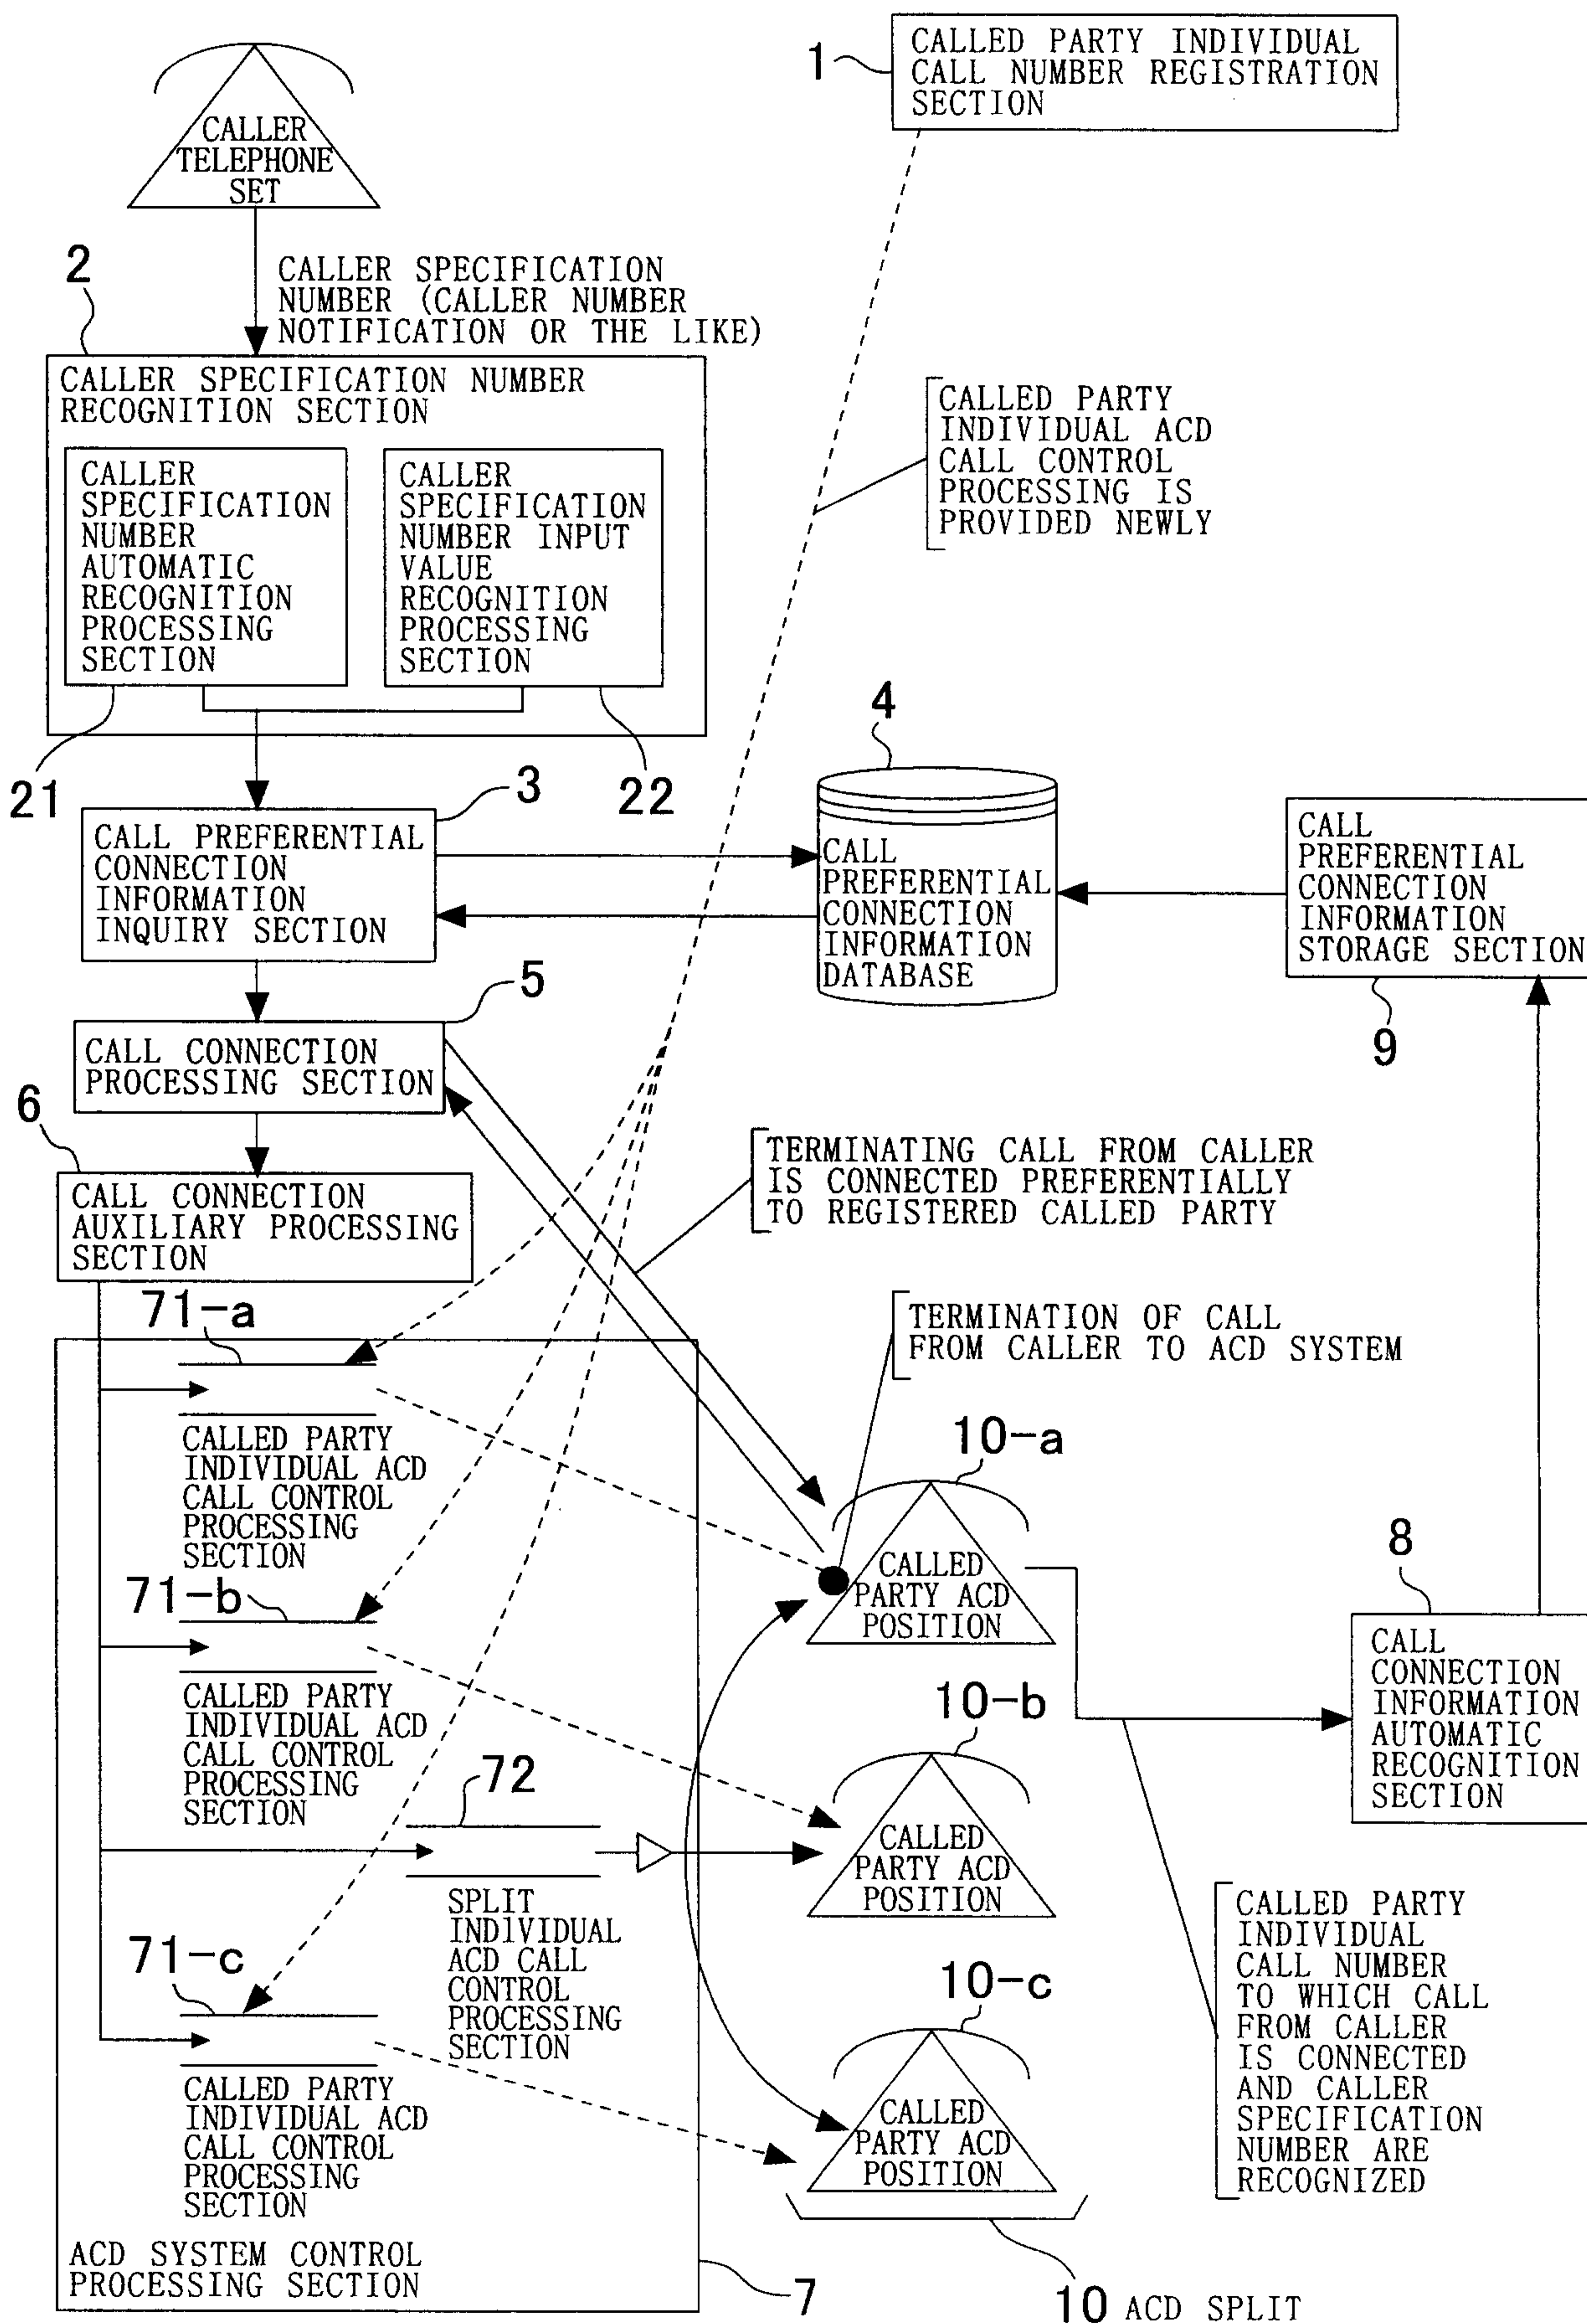 1
CALLED PARTY INDIVIDUAL
CALL NUMBER REGISTRATION
SECTION
CALLER
TELEPHONE
SET
2
CALLER SPECIFICATION
NUMBER (CALLER NUMBER
NOTIFICATION OR THE LIKE)
CALLER SPECIFICATION NUMBER
RECOGNITION SECTION
CALLER
SPECIFICATION
NUMBER
AUTOMATIC
RECOGNITION
PROCESSING
SECTION
CALLER
SPECIFICATION
NUMBER INPUT
VALUE
RECOGNITION
PROCESSING
SECTION
21
22
CALLED PARTY
INDIVIDUAL ACD
CALL CONTROL
PROCESSING IS
PROVIDED NEWLY
3
CALL PREFERENTIAL
CONNECTION
INFORMATION
INQUIRY SECTION
4
CALL
PREFERENTIAL
CONNECTION
INFORMATION
DATABASE
CALL
PREFERENTIAL
CONNECTION
INFORMATION
STORAGE SECTION
9
5
CALL CONNECTION
PROCESSING SECTION
6
CALL CONNECTION
AUXILIARY PROCESSING
SECTION
TERMINATING CALL FROM CALLER
IS CONNECTED PREFERENTIALLY
TO REGISTERED CALLED PARTY
TERMINATION OF CALL
FROM CALLER TO ACD SYSTEM
71-a
CALLED PARTY
INDIVIDUAL ACD
CALL CONTROL
PROCESSING
SECTION
10-a
CALLED
PARTY ACD
POSITION
8
CALL
CONNECTION
INFORMATION
AUTOMATIC
RECOGNITION
SECTION
71-b
CALLED PARTY
INDIVIDUAL ACD
CALL CONTROL
PROCESSING
SECTION
10-b
CALLED
PARTY ACD
POSITION
72
SPLIT
INDIVIDUAL
ACD CALL
CONTROL
PROCESSING
SECTION
71-c
CALLED PARTY
INDIVIDUAL ACD
CALL CONTROL
PROCESSING
SECTION
10-c
CALLED
PARTY ACD
POSITION
CALLED PARTY
INDIVIDUAL
CALL NUMBER
TO WHICH CALL
FROM CALLER
IS CONNECTED
AND CALLER
SPECIFICATION
NUMBER ARE
RECOGNIZED
ACD SYSTEM CONTROL
PROCESSING SECTION
7
10 ACD SPLIT